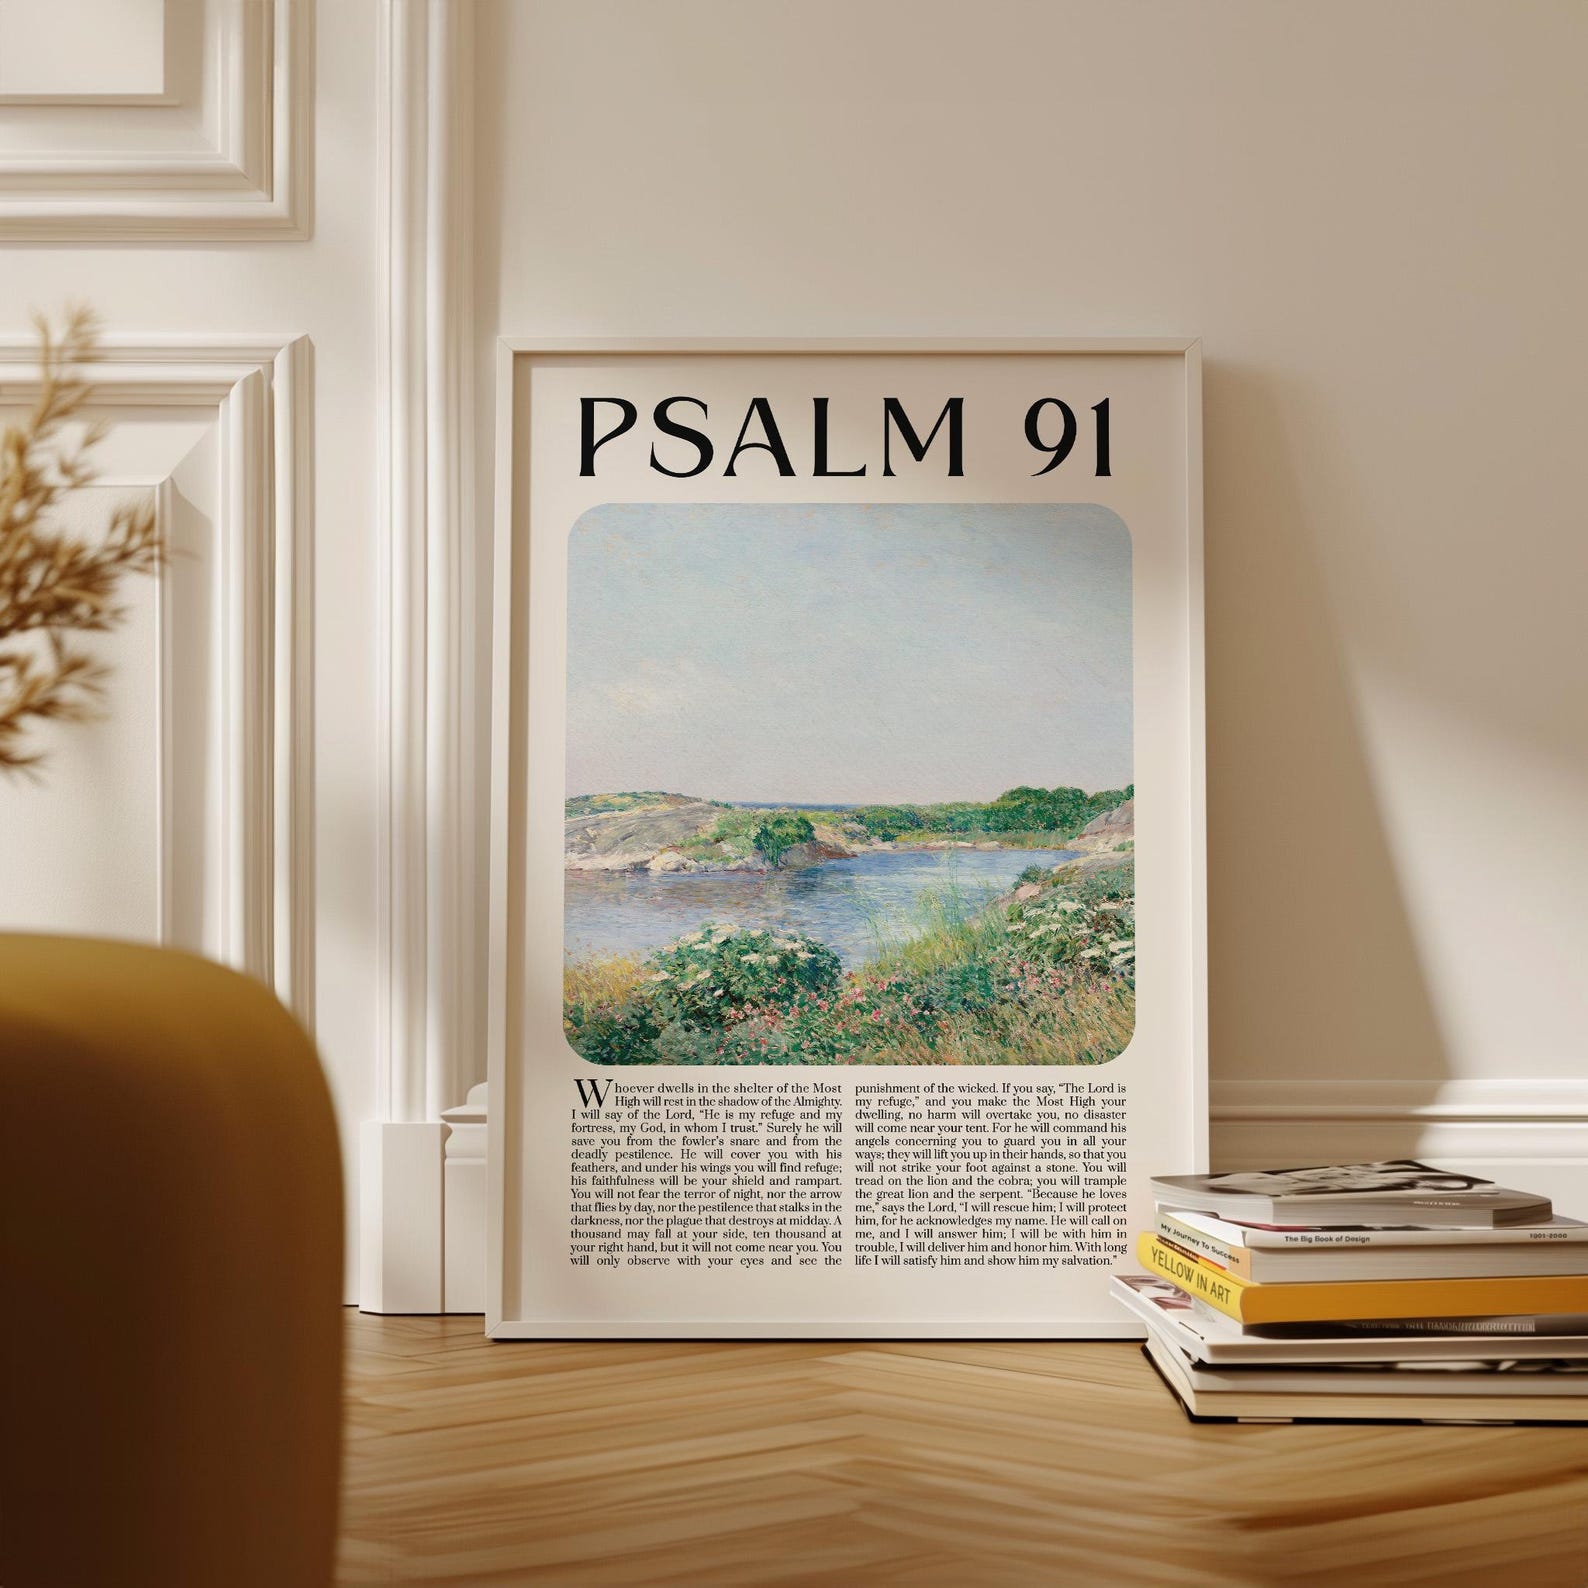 PSALM 91
Whoever dwells in the shelter of the Most
High will rest in the shadow of the Almighty.
I will say of the Lord, “He is my refuge and my
fortress, my God, in whom I trust.” Surely he will
save you from the fowler’s snare and from the
deadly pestilence. He will cover you with his
feathers, and under his wings you will find refuge;
his faithfulness will be your shield and rampart.
You will not fear the terror of night, nor the arrow
that flies by day, nor the pestilence that stalks in the
darkness, nor the plague that destroys at midday. A
thousand may fall at your side, ten thousand at
your right hand, but it will not come near you. You
will only observe with your eyes and see the
punishment of the wicked. If you say, “The Lord is
my refuge,” and you make the Most High your
dwelling, no harm will overtake you, no disaster
will come near your tent. For he will command his
angels concerning you to guard you in all your
ways; they will lift you up in their hands, so that you
will not strike your foot against a stone. You will
tread on the lion and the cobra; you will trample
the great lion and the serpent. “Because he loves
me,” says the Lord, “I will rescue him; I will protect
him, for he acknowledges my name. He will call on
me, and I will answer him; I will be with him in
trouble, I will deliver him and honor him. With long
life I will satisfy him and show him my salvation.”
My Journey To Success
The Big Book of Design
1001-2000
YELLOW IN ART